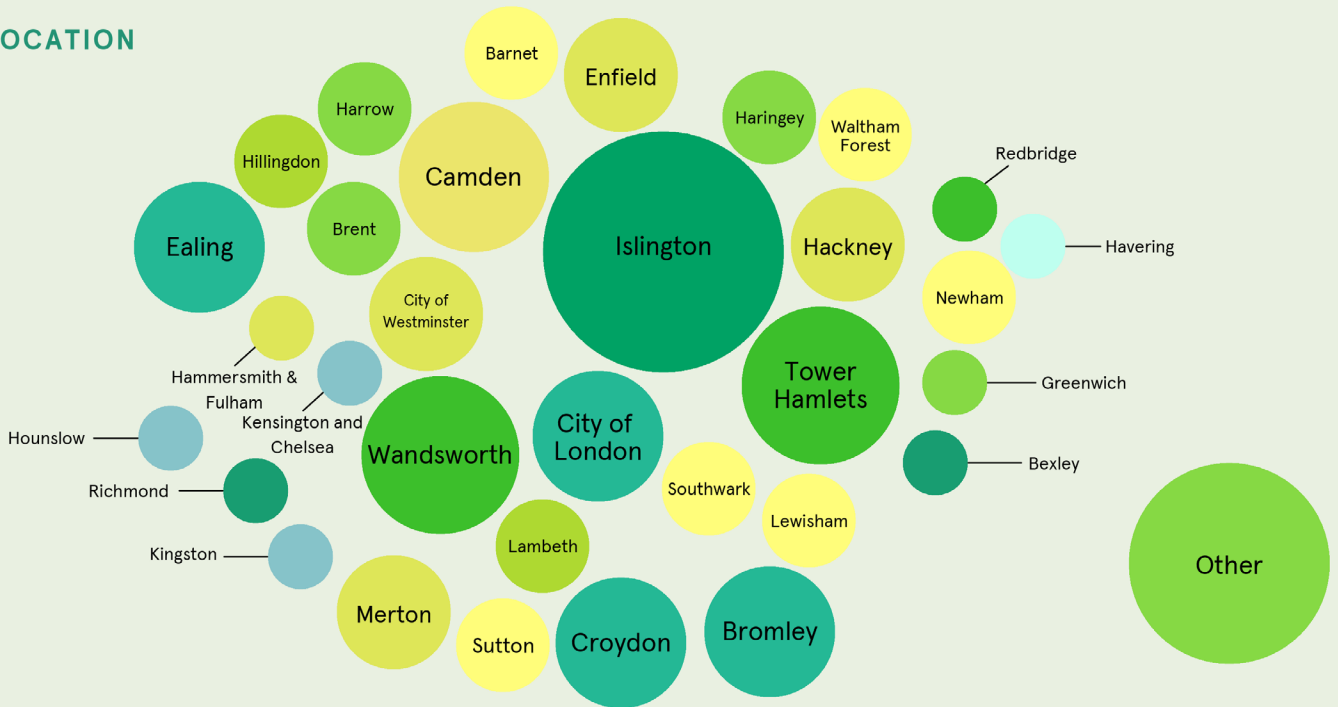 OCATION
Barnet
Enfield
Harrow
Haringey
Waltham
Forest
Hillingdon
Camden
Redbridge
Ealing
Brent
Islington
Hackney
Havering
City of
Westminster
Newham
Hammersmith &
Fulham
Kensington and
Chelsea
Tower
Hamlets
Greenwich
Hounslow
Wandsworth
City of
London
Bexley
Richmond
Southwark
Lewisham
Kingston
Lambeth
Other
Merton
Sutton
Croydon
Bromley